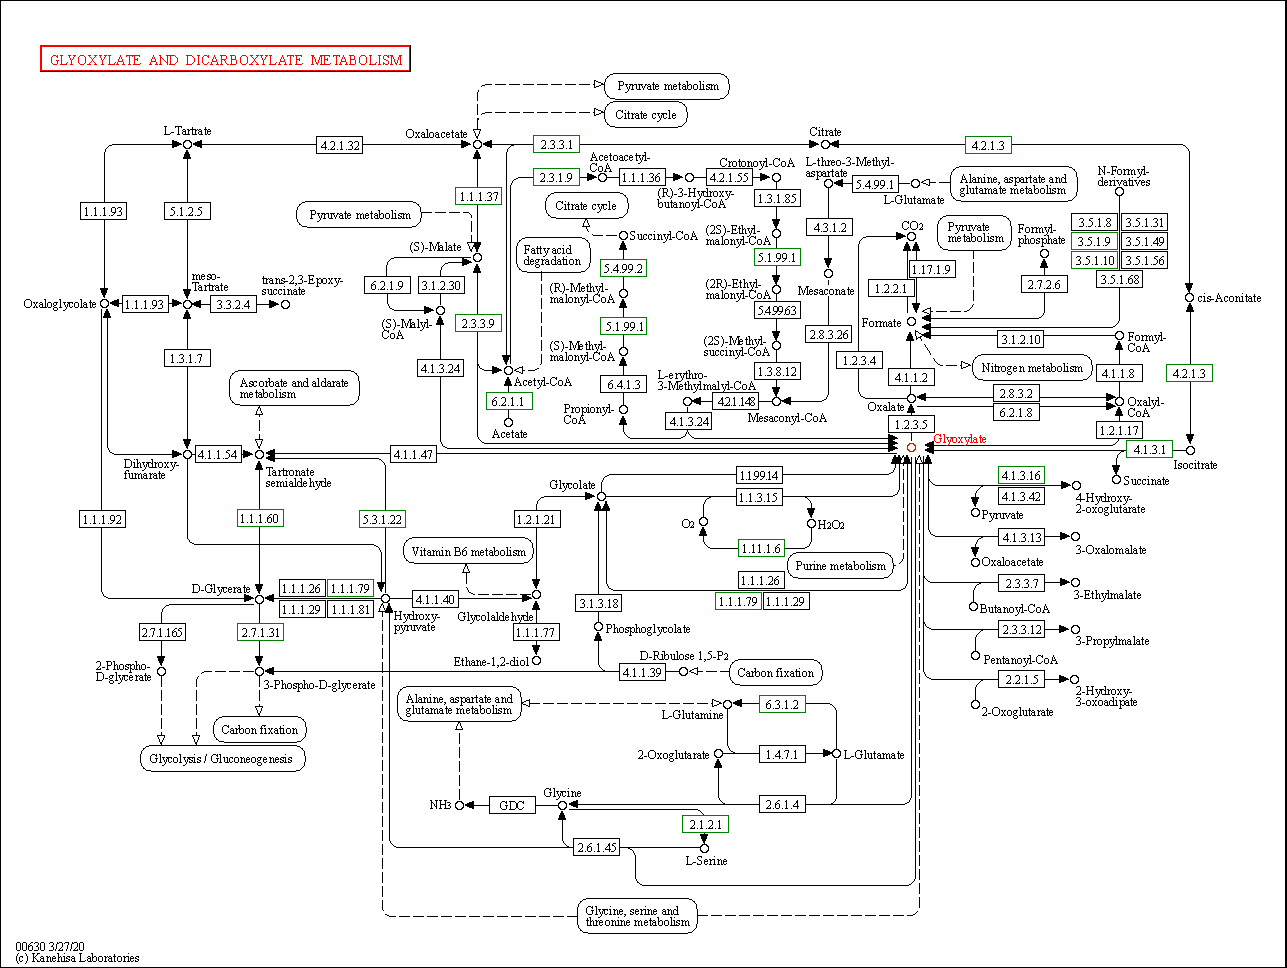 GLYOXYLATE AND DICARBOXYLATE METABOLISM
Pyruvate metabolism
Citrate cycle
L-Tartrate
4.2.1.32
Oxaloacetate
2.3.3.1
Citrate
4.2.1.3
Acetoacetyl-
CoA
2.3.1.9
1.1.1.36
(R)-3-Hydroxy-
butanoyl-CoA
4.2.1.55
Crotonoyl-CoA
1.3.1.85
L-threo-3-Methyl-
aspartate
5.4.99.1
L-Glutamate
Alanine, aspartate and
glutamate metabolism
N-Formyl-
derivatives
1.1.1.93
5.1.2.5
1.1.1.37
Pyruvate metabolism
Citrate cycle
Succinyl-CoA
(2S)-Ethyl-
malonyl-CoA
4.3.1.2
CO2
Pyruvate
metabolism
Formyl-
phosphate
3.5.1.8
3.5.1.31
3.5.1.9
3.5.1.49
3.5.1.10
3.5.1.56
3.5.1.68
(S)-Malate
Fatty acid
degradation
5.4.99.2
5.1.99.1
1.17.1.9
1.2.2.1
2.7.2.6
meso-
Tartrate
trans-2,3-Epoxy-
succinate
6.2.1.9
3.1.2.30
(R)-Methyl-
malonyl-CoA
(2R)-Ethyl-
malonyl-CoA
Mesaconate
Oxaloglycolate
1.1.1.93
3.3.2.4
cis-Aconitate
(S)-Malyl-
CoA
2.3.3.9
5.1.99.1
5.4.99.63
2.8.3.26
Formate
3.1.2.10
Formyl-
CoA
1.3.1.7
(S)-Methyl-
malonyl-CoA
(2S)-Methyl-
succinyl-CoA
1.2.3.4
4.1.3.24
Acetyl-CoA
6.4.1.3
1.3.8.12
4.1.1.2
Nitrogen metabolism
4.1.1.8
4.2.1.3
Ascorbate and aldarate
metabolism
6.2.1.1
L-erythro-
3-Methylmalyl-CoA
4.2.1.148
Mesaconyl-CoA
Oxalate
2.8.3.2
6.2.1.8
Oxalyl-
CoA
Acetate
Propionyl-
CoA
4.1.3.24
1.2.3.5
1.2.1.17
Glyoxylate
4.1.3.1
Isocitrate
Dihydroxy-
fumarate
4.1.1.54
Tartronate
semialdehyde
4.1.1.47
Succinate
Glycolate
1.1.99.14
1.1.3.15
4.1.3.16
4.1.3.42
Pyruvate
4-Hydroxy-
2-oxoglutarate
1.1.1.92
1.1.1.60
5.3.1.22
1.2.1.21
O2
H2O2
1.11.1.6
4.1.3.13
Oxaloacetate
3-Oxalomalate
Vitamin B6 metabolism
Purine metabolism
D-Glycerate
1.1.1.26
1.1.1.79
1.1.1.29
1.1.1.81
Hydroxy-
pyruvate
4.1.1.40
Glycolaldehyde
1.1.1.26
1.1.1.79
1.1.1.29
2.3.3.7
Butanoyl-CoA
3-Ethylmalate
2.7.1.165
2.7.1.31
1.1.1.77
3.1.3.18
Phosphoglycolate
2.3.3.12
Pentanoyl-CoA
3-Propylmalate
2-Phospho-
D-glycerate
3-Phospho-D-glycerate
Ethane-1,2-diol
4.1.1.39
D-Ribulose 1,5-P2
Carbon fixation
2.2.1.5
2-Oxoglutarate
2-Hydroxy-
3-oxoadipate
Carbon fixation
Glycolysis / Gluconeogenesis
Alanine, aspartate and
glutamate metabolism
L-Glutamine
6.3.1.2
2-Oxoglutarate
1.4.7.1
L-Glutamate
NH3
GDC
Glycine
2.6.1.4
2.1.2.1
2.6.1.45
L-Serine
Glycine, serine and
threonine metabolism
00630 3/27/20
(c) Kanehisa Laboratories